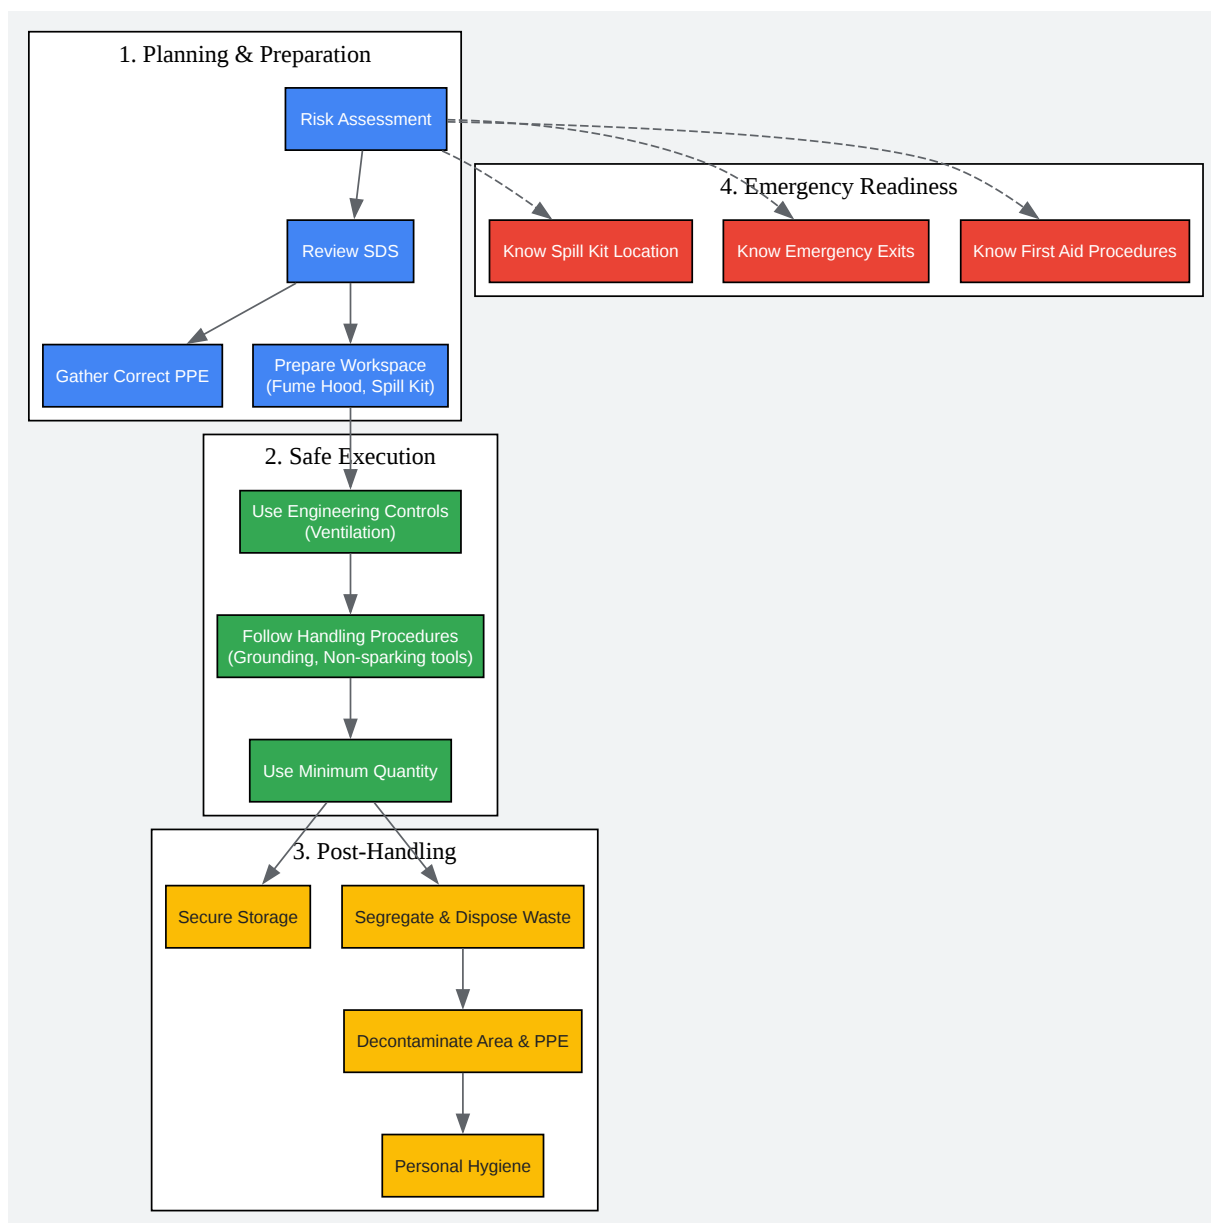 1. Planning & Preparation
Risk Assessment
Review SDS
Gather Correct PPE
Prepare Workspace
(Fume Hood, Spill Kit)
4. Emergency Readiness
Know Spill Kit Location
Know Emergency Exits
Know First Aid Procedures
2. Safe Execution
Use Engineering Controls
(Ventilation)
Follow Handling Procedures
(Grounding, Non-sparking tools)
Use Minimum Quantity
3. Post-Handling
Secure Storage
Segregate & Dispose Waste
Decontaminate Area & PPE
Personal Hygiene